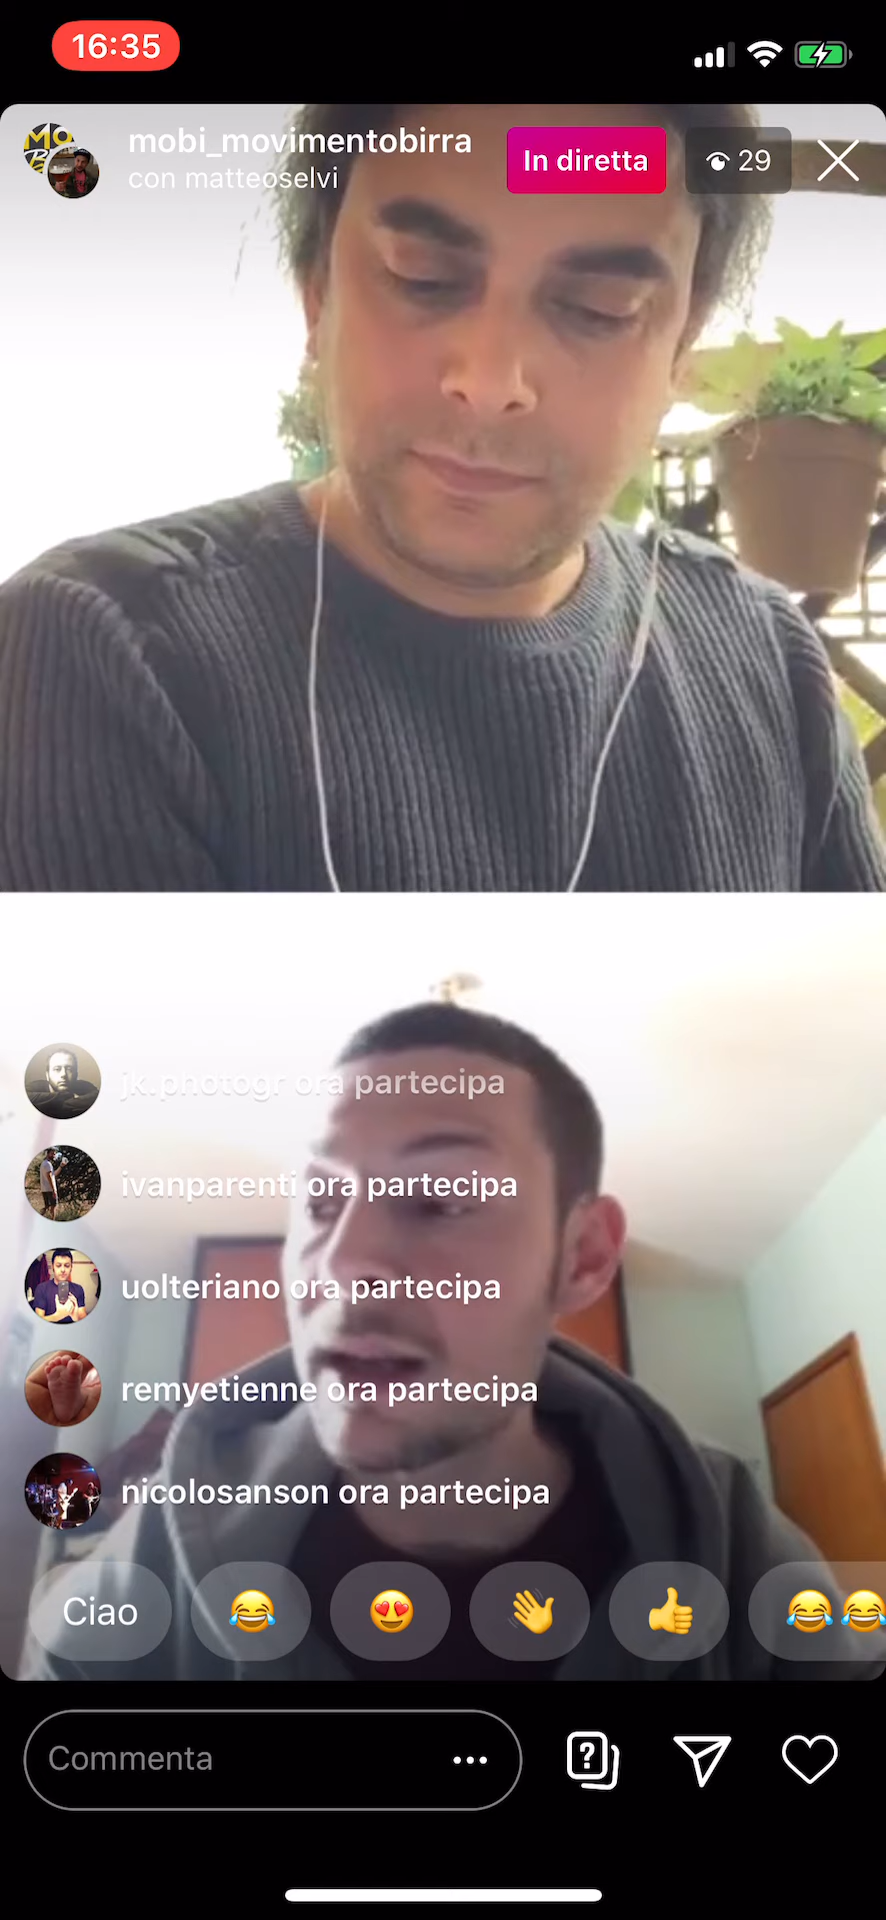 16:35
mobi_movimentobirra
con matteoselvi
In diretta
29
jk.photogr ora partecipa
ivanparenti ora partecipa
uolteriano ora partecipa
remyetienne ora partecipa
nicolosanson ora partecipa
Ciao
Commenta